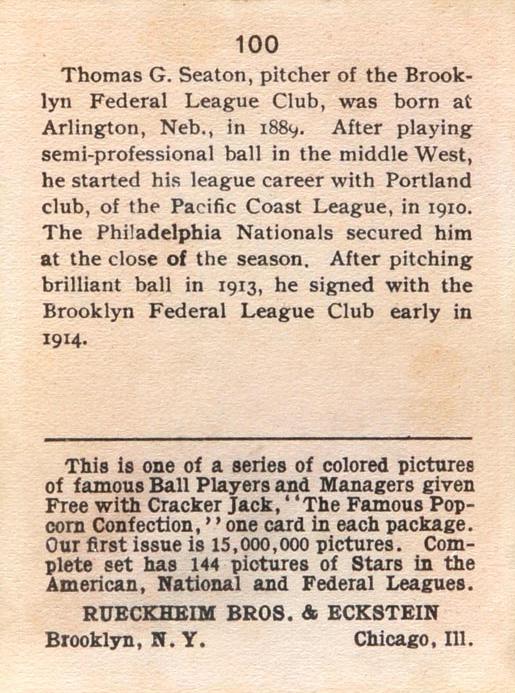 100
Thomas G. Seaton, pitcher of the Brook-
lyn Federal League Club, was born at
Arlington, Neb., in 1889. After playing
semi-professional ball in the middle West,
he started his league career with Portland
club, of the Pacific Coast League, in 1910.
The Philadelphia Nationals secured him
at the close of the season. After pitching
brilliant ball in 1913, he signed with the
Brooklyn Federal League Club early in
1914.
This is one of a series of colored pictures
of famous Ball Players and Managers given
Free with Cracker Jack, "The Famous Pop-
corn Confection," one card in each package.
Our first issue is 15,000,000 pictures. Com-
plete set has 144 pictures of Stars in the
American, National and Federal Leagues.
RUECKHEIM BROS. & ECKSTEIN
Brooklyn, N. Y. Chicago, Ill.